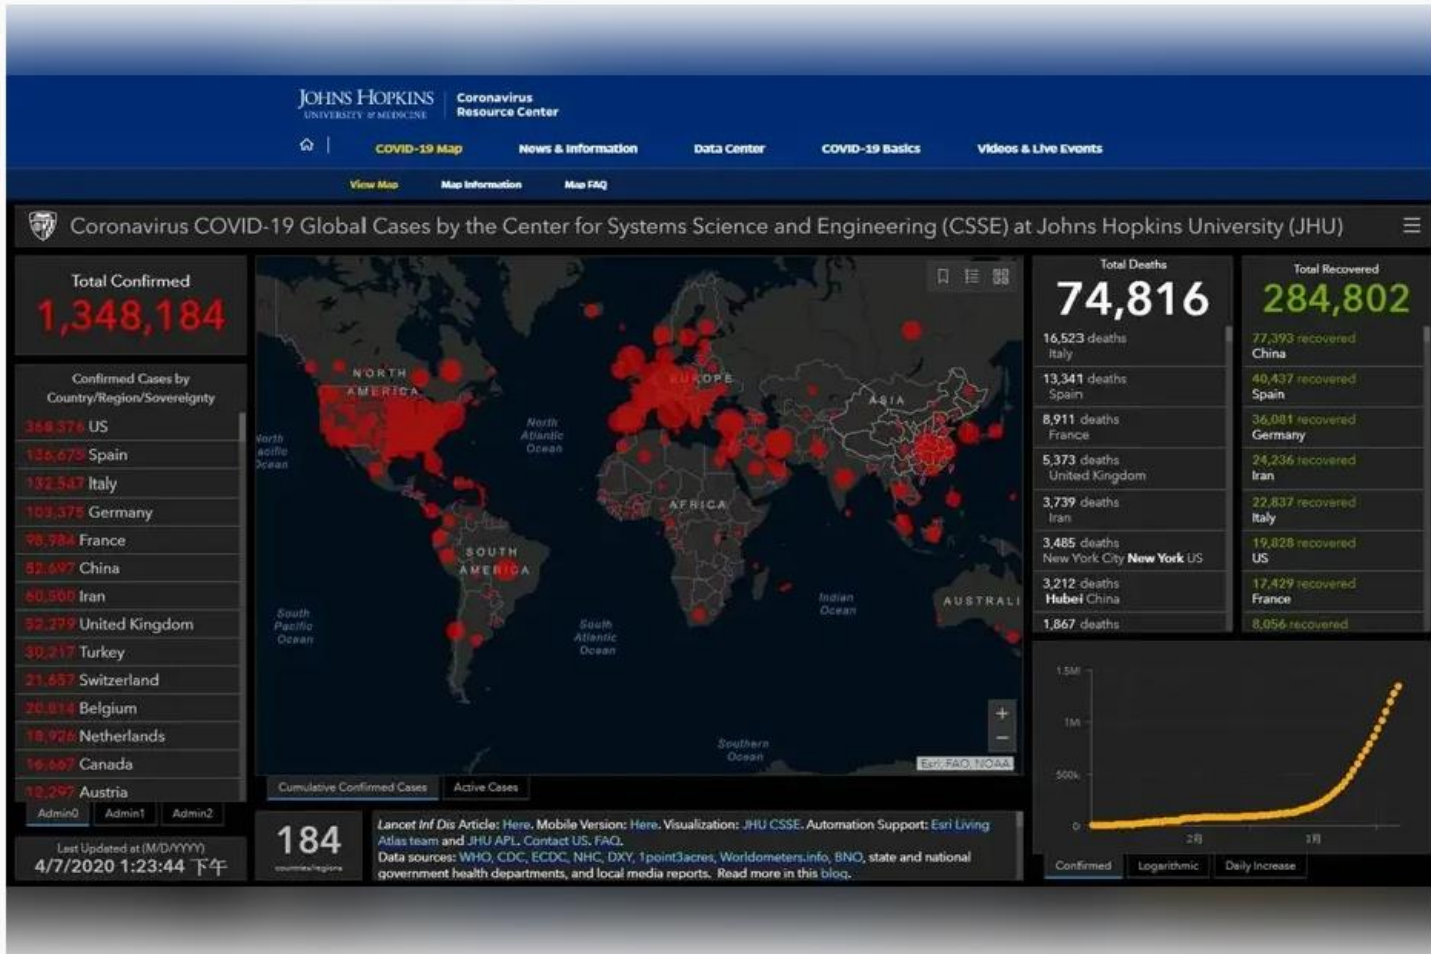 JOHNS HOPKINS
UNIVERSITY & MEDICINE
Coronavirus
Resource Center
COVID-19 Map
News & Information
Data Center
COVID-19 Basics
Videos & Live Events
View Map
Map Information
Map FAQ
Coronavirus COVID-19 Global Cases by the Center for Systems Science and Engineering (CSSE) at Johns Hopkins University (JHU)
Total Confirmed
1,348,184
Confirmed Cases by
Country/Region/Sovereignty
368,376 US
136,675 Spain
132,547 Italy
103,375 Germany
98,984 France
82,697 China
60,500 Iran
52,279 United Kingdom
30,217 Turkey
21,657 Switzerland
20,814 Belgium
18,926 Netherlands
16,667 Canada
12,297 Austria
Admin0
Admin1
Admin2
Last Updated at (M/D/YYYY)
4/7/2020 1:23:44 下午
NORTH
AMERICA
EUROPE
ASIA
North
Atlantic
Ocean
North
acific
Ocean
AFRICA
SOUTH
AMERICA
Indian
Ocean
AUSTRALI
South
Pacific
Ocean
South
Atlantic
Ocean
Southern
Ocean
+
−
Esri, FAO, NOAA
Cumulative Confirmed Cases
Active Cases
184
countries/regions
Lancet Inf Dis Article: Here. Mobile Version: Here. Visualization: JHU CSSE. Automation Support: Esri Living
Atlas team and JHU APL. Contact US. FAQ.
Data sources: WHO, CDC, ECDC, NHC, DXY, 1point3acres, Worldometers.info, BNO, state and national
government health departments, and local media reports. Read more in this blog.
Total Deaths
74,816
16,523 deaths
Italy
13,341 deaths
Spain
8,911 deaths
France
5,373 deaths
United Kingdom
3,739 deaths
Iran
3,485 deaths
New York City New York US
3,212 deaths
Hubei China
1,867 deaths
Total Recovered
284,802
77,393 recovered
China
40,437 recovered
Spain
36,081 recovered
Germany
24,236 recovered
Iran
22,837 recovered
Italy
19,828 recovered
US
17,429 recovered
France
8,056 recovered
1.5M
1M
500k
0
2月
3月
Confirmed
Logarithmic
Daily Increase